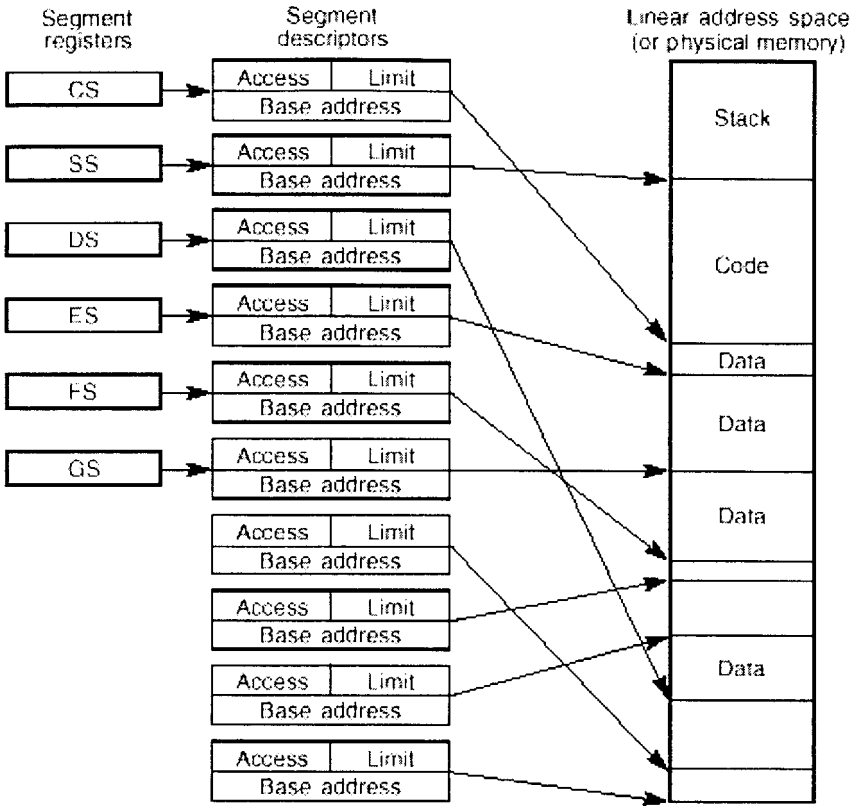 Segment registers
Segment descriptors
Linear address space
(or physical memory)
CS
Access Limit
Base address
Stack
SS
Access Limit
Base address
DS
Access Limit
Base address
Code
ES
Access Limit
Base address
Data
FS
Access Limit
Base address
Data
GS
Access Limit
Base address
Data
Access Limit
Base address
Access Limit
Base address
Access Limit
Base address
Data
Access Limit
Base address